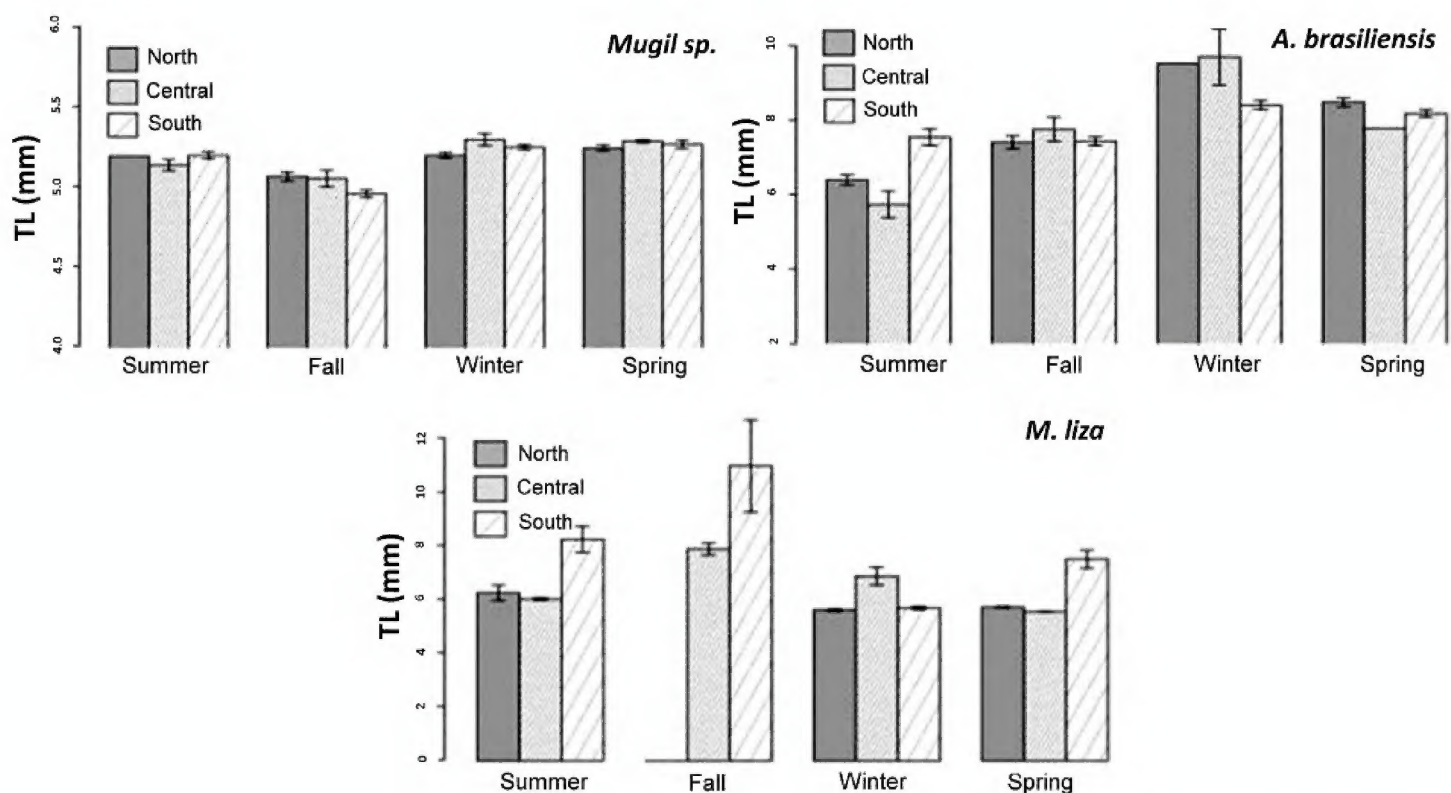 Mugil sp.
North
Central
South
TL (mm)
6.0
5.5
5.0
4.5
4.0
Summer Fall Winter Spring
A. brasiliensis
North
Central
South
TL (mm)
10
8
6
4
2
Summer Fall Winter Spring
M. liza
North
Central
South
TL (mm)
12
10
8
6
4
2
0
Summer Fall Winter Spring